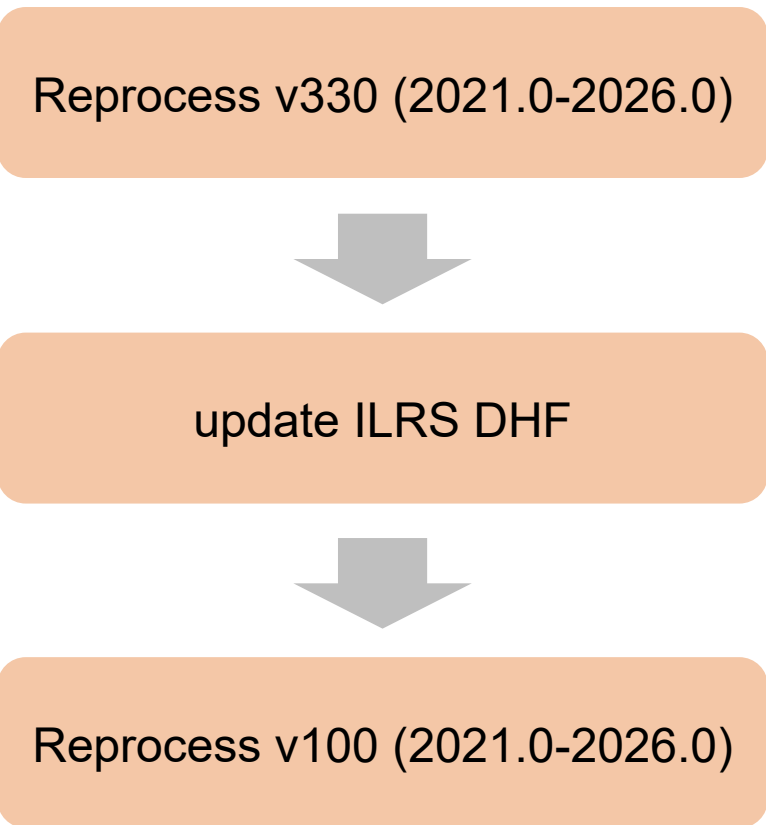 Reprocess v330 (2021.0-2026.0)
update ILRS DHF
Reprocess v100 (2021.0-2026.0)